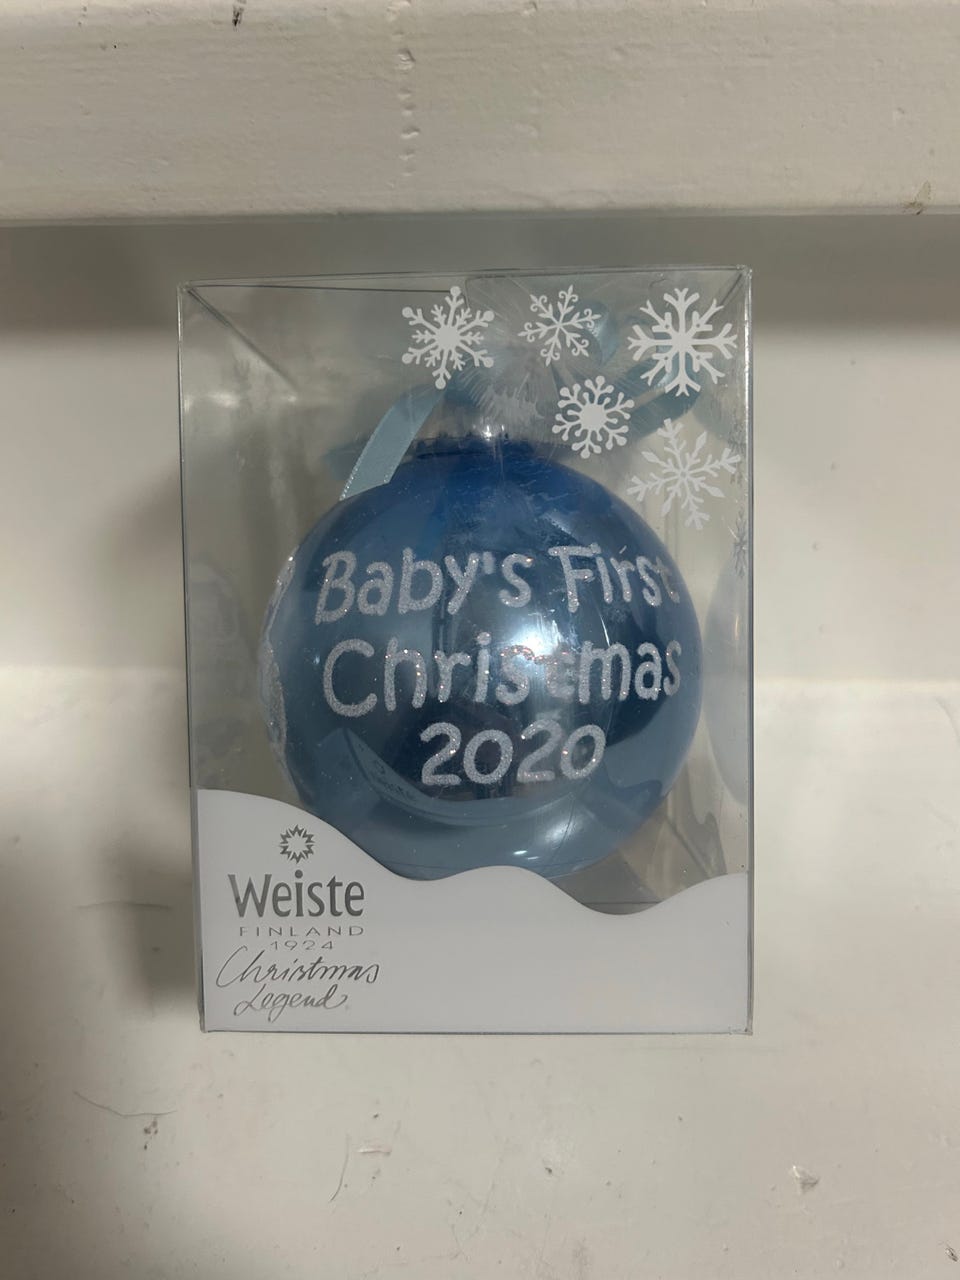 Baby's First
Christmas
2020
Weiste
FINLAND
1924
Christmas
Legend